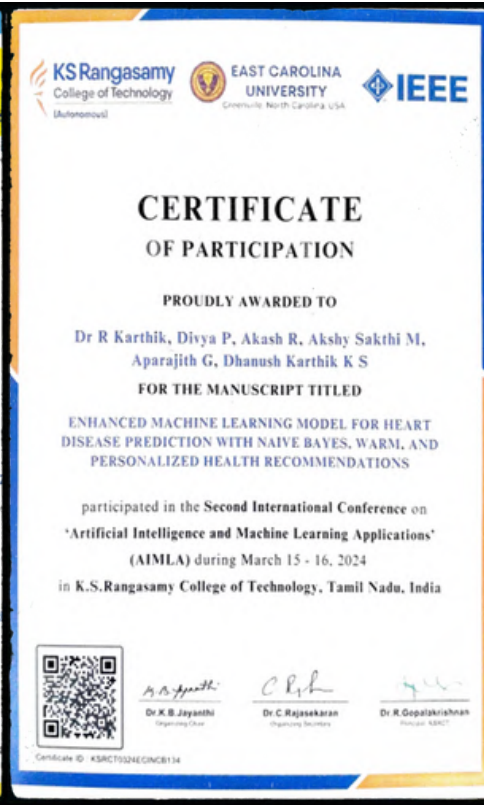 KS Rangasamy
College of Technology
(Autonomous)
EAST CAROLINA
UNIVERSITY
Greenville, North Carolina, USA
IEEE
CERTIFICATE
OF PARTICIPATION
PROUDLY AWARDED TO
Dr R Karthik, Divya P, Akash R, Akshy Sakthi M,
Aparajith G, Dhanush Karthik K S
FOR THE MANUSCRIPT TITLED
ENHANCED MACHINE LEARNING MODEL FOR HEART
DISEASE PREDICTION WITH NAIVE BAYES, WARM, AND
PERSONALIZED HEALTH RECOMMENDATIONS
participated in the Second International Conference on
'Artificial Intelligence and Machine Learning Applications'
(AIMLA) during March 15 - 16, 2024
in K.S.Rangasamy College of Technology, Tamil Nadu, India
Dr.K.B.Jayanthi
Organizing Chair
Dr.C.Rajasekaran
Organizing Secretary
Dr.R.Gopalakrishnan
Principal, KSRCT
Certificate ID : KSRCT0324ECINCB134